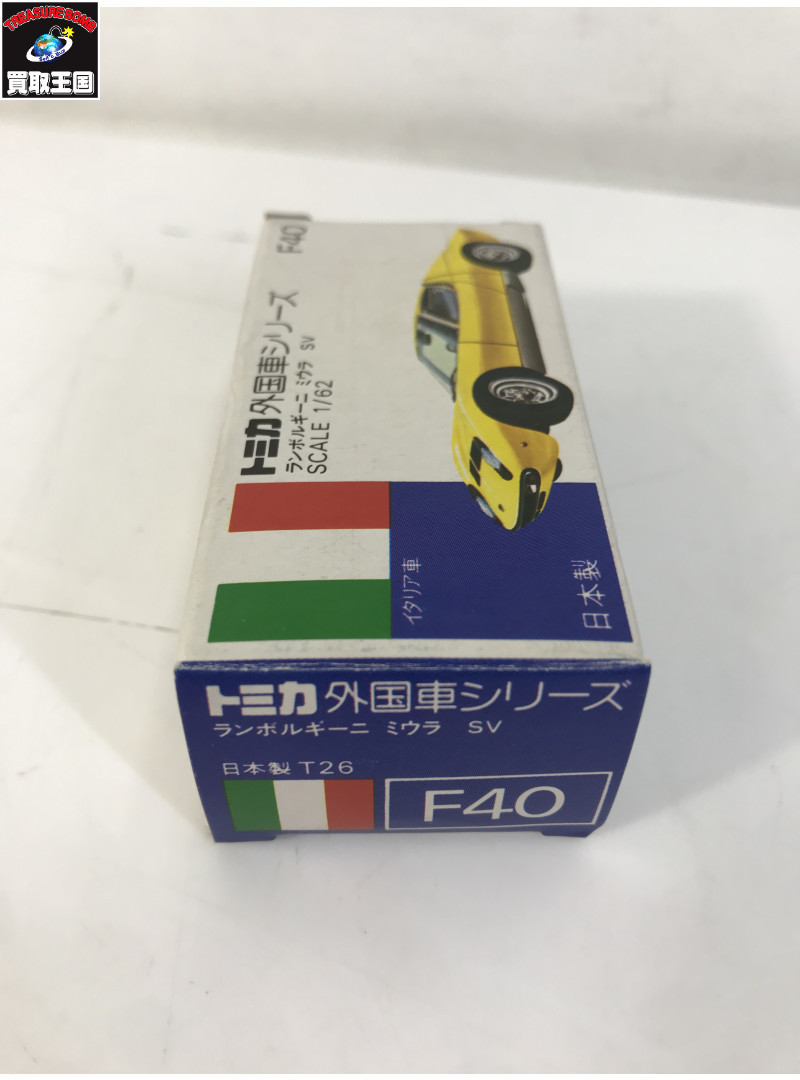 TREASURE COME
買取王国
F40
トミカ外国車シリーズ
ランボルギーニ ミウラ SV
SCALE 1/62
イタリア車
日本製
トミカ外国車シリーズ
ランボルギーニ ミウラ SV
日本製 T26
F40